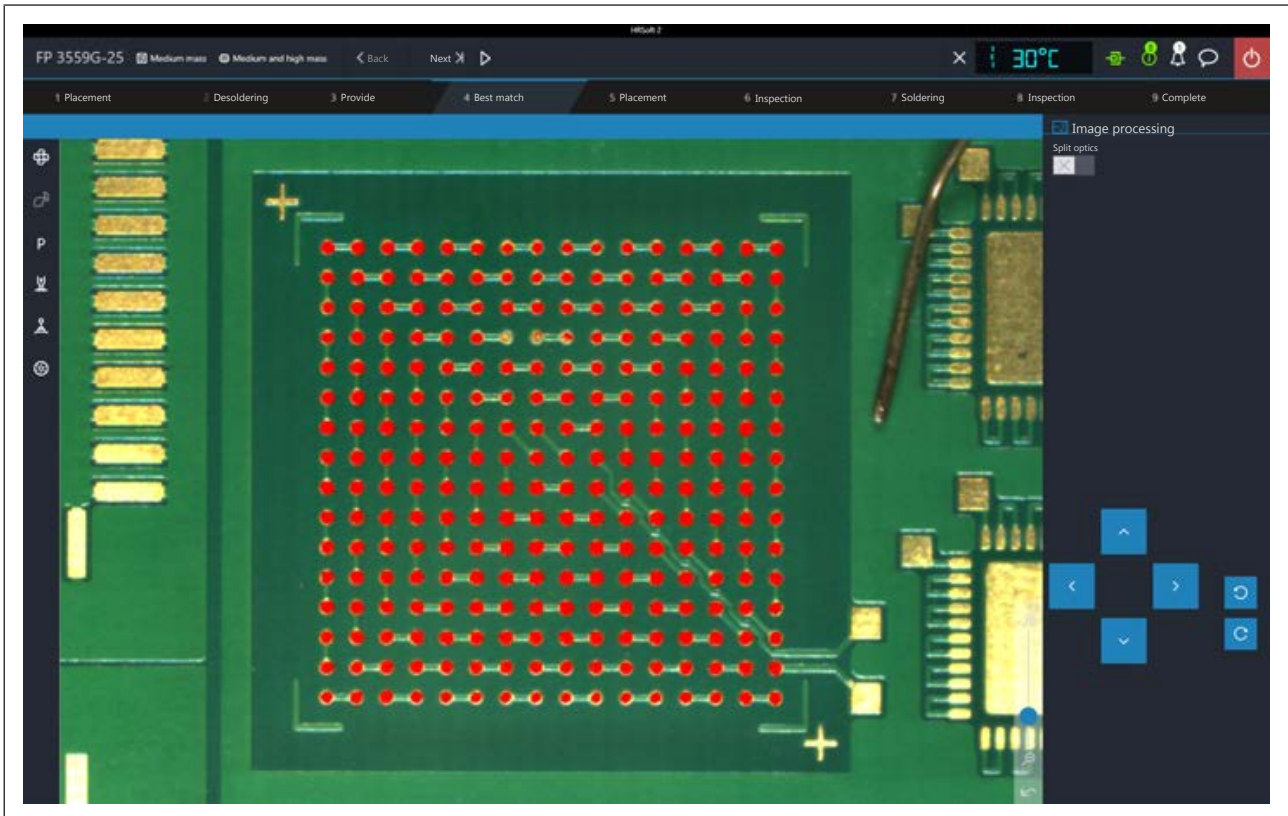 HRSoft 2
FP 3559G-25 Medium mass Medium and high mass Back Next 30°C
1 Placement 2 Desoldering 3 Provide 4 Best match 5 Placement 6 Inspection 7 Soldering 8 Inspection 9 Complete
Image processing
Split optics
P